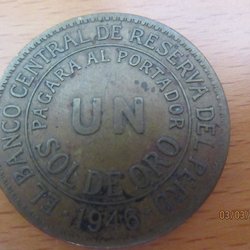 EL BANCO CENTRAL DE RESERVA DEL PERU
PAGARA AL PORTADOR
UN
SOL DE ORO
1946
03/03/